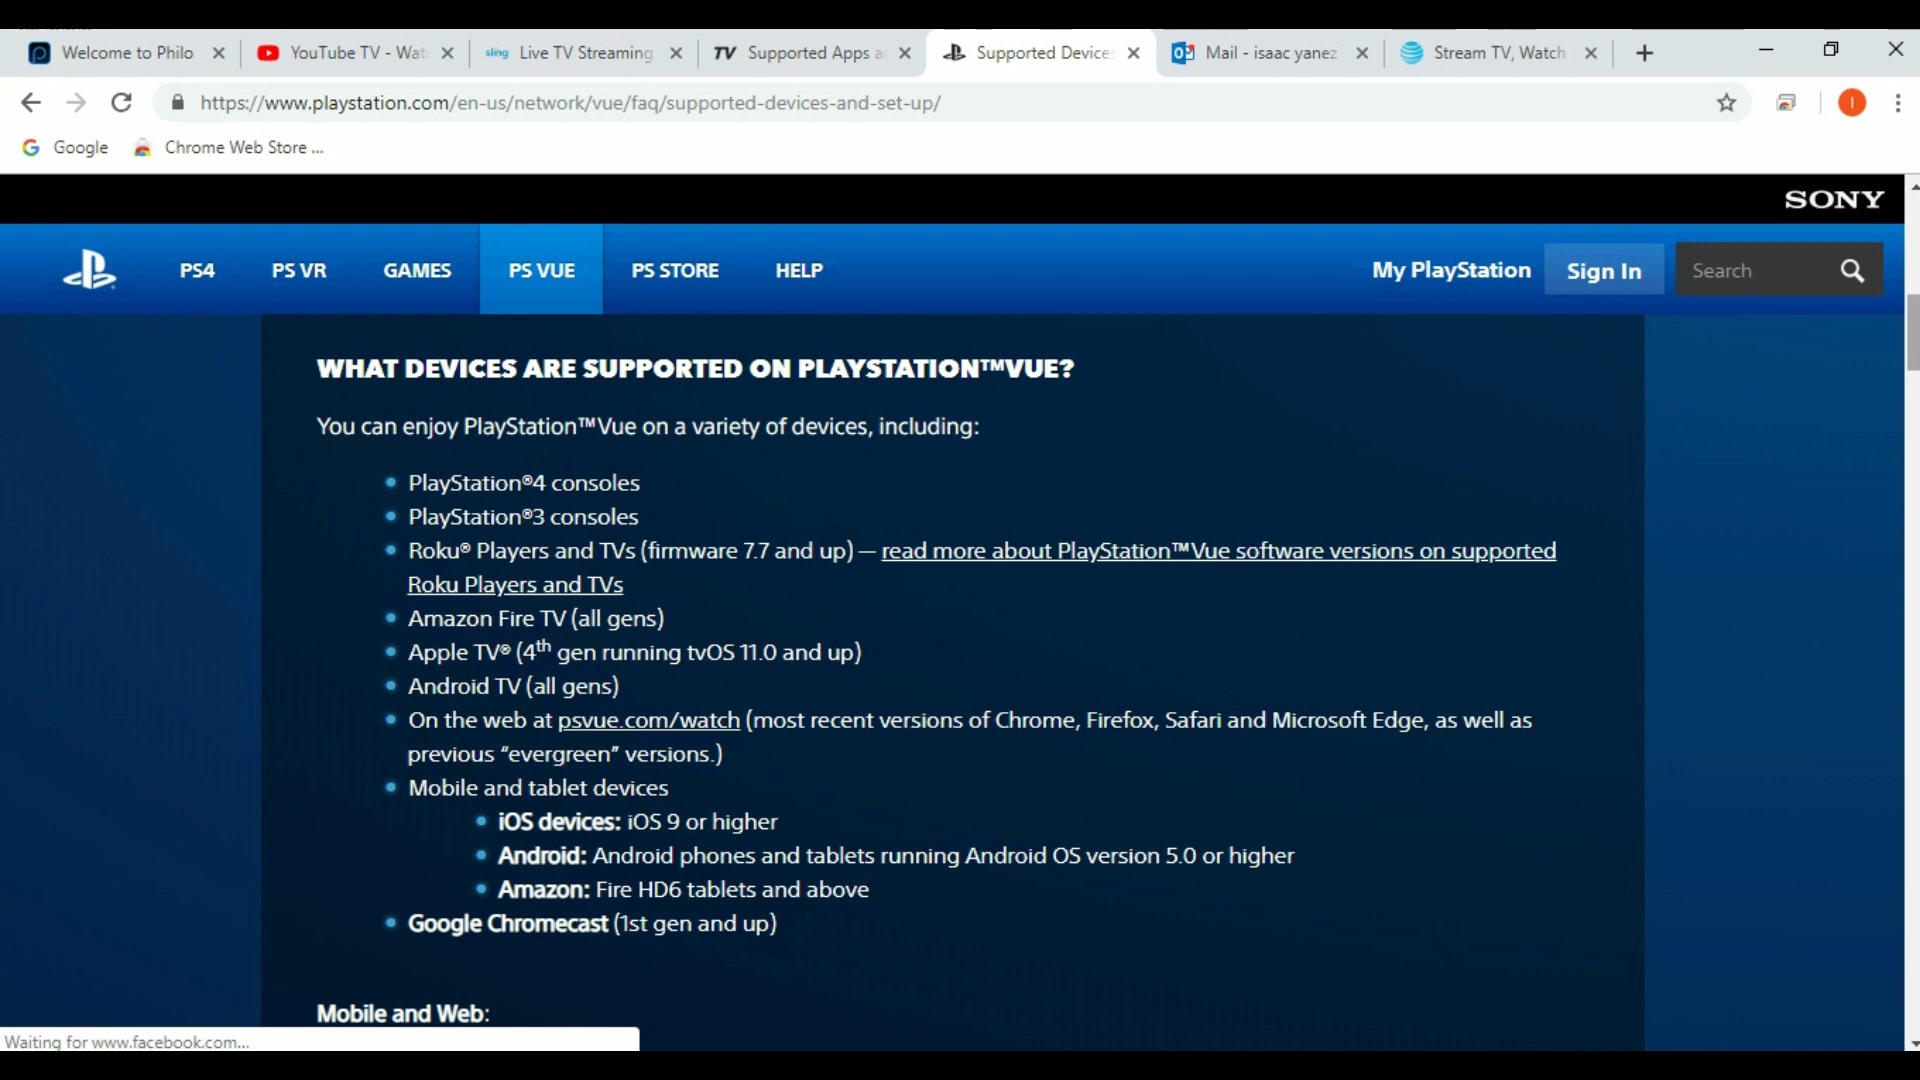 Welcome to Philo
YouTube TV - Wat
sling Live TV Streaming
TV Supported Apps a
Supported Devices
Mail - isaac yanez
Stream TV, Watch
https://www.playstation.com/en-us/network/vue/faq/supported-devices-and-set-up/
I
Google
Chrome Web Store ...
SONY
PS4 PS VR GAMES PS VUE PS STORE HELP My PlayStation Sign In Search
WHAT DEVICES ARE SUPPORTED ON PLAYSTATION™VUE?
You can enjoy PlayStation™Vue on a variety of devices, including:
• PlayStation®4 consoles
• PlayStation®3 consoles
• Roku® Players and TVs (firmware 7.7 and up) — read more about PlayStation™Vue software versions on supported
Roku Players and TVs
• Amazon Fire TV (all gens)
• Apple TV® (4th gen running tvOS 11.0 and up)
• Android TV (all gens)
• On the web at psvue.com/watch (most recent versions of Chrome, Firefox, Safari and Microsoft Edge, as well as
previous “evergreen” versions.)
• Mobile and tablet devices
• iOS devices: iOS 9 or higher
• Android: Android phones and tablets running Android OS version 5.0 or higher
• Amazon: Fire HD6 tablets and above
• Google Chromecast (1st gen and up)
Mobile and Web:
Waiting for www.facebook.com...